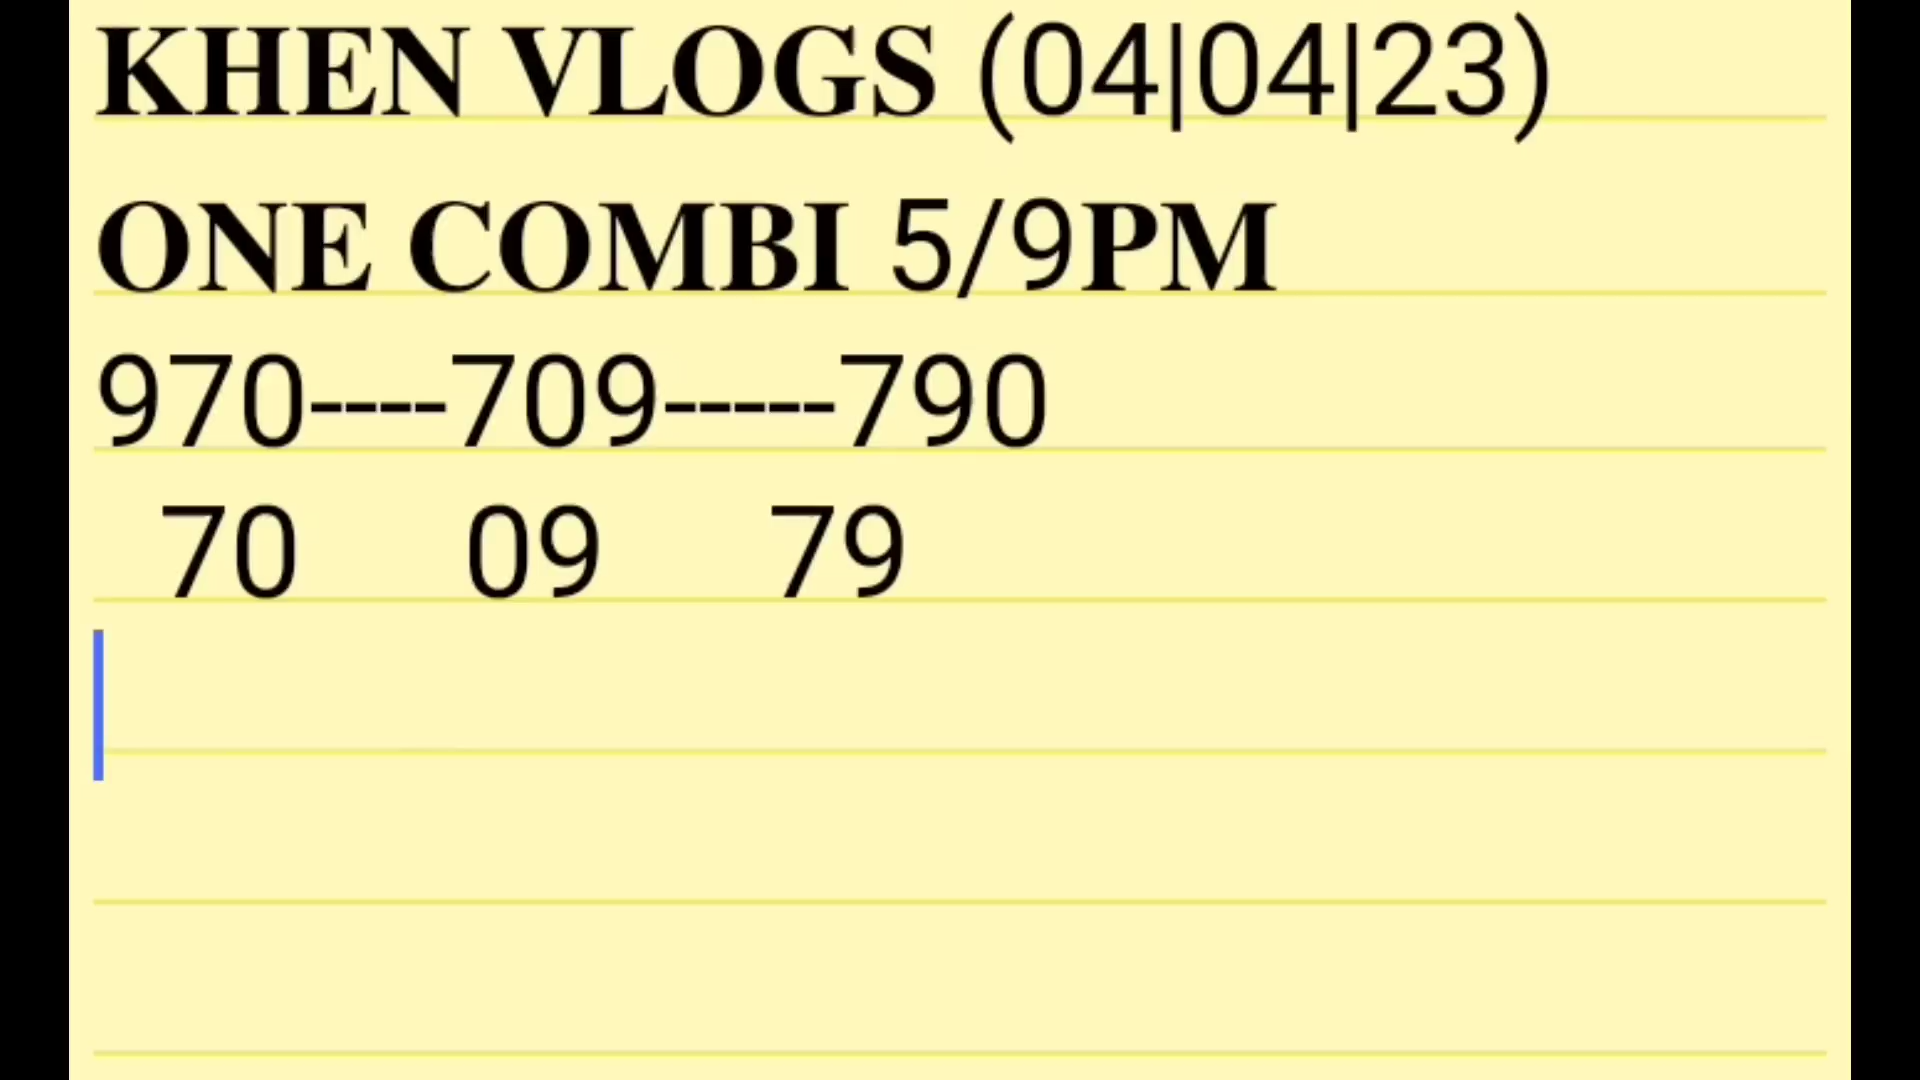 KHEN VLOGS (04|04|23)
ONE COMBI 5/9PM
970----709-----790
70 09 79